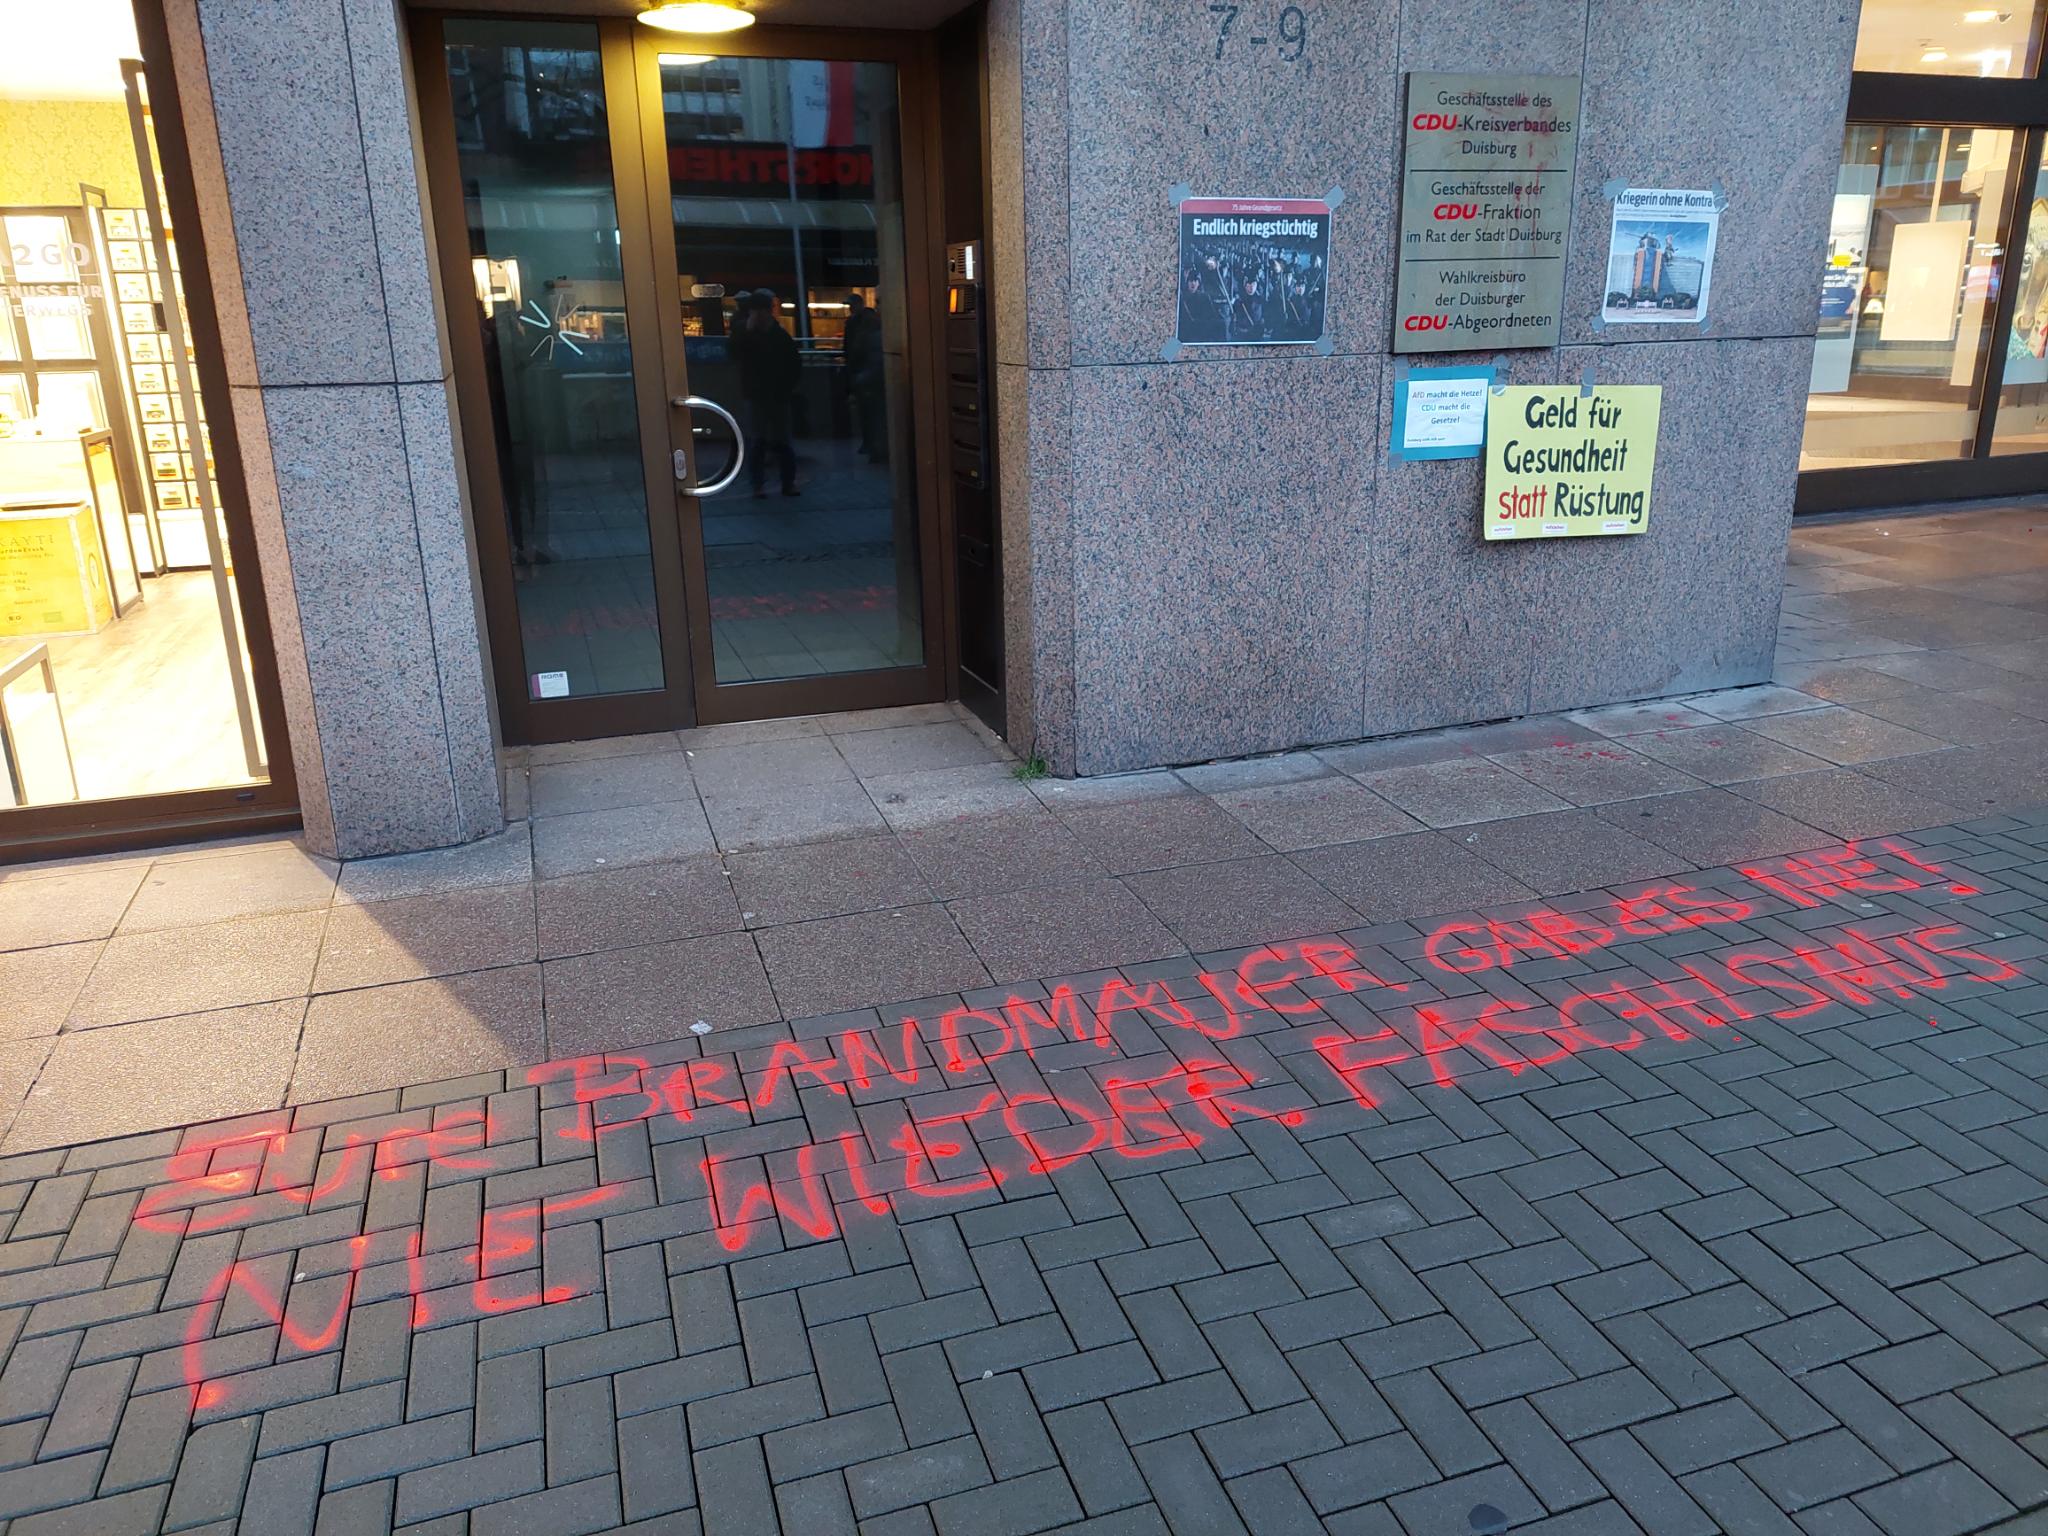 7-9
Geschäftsstelle des
CDU-Kreisverbandes
Duisburg
Geschäftsstelle der
CDU-Fraktion
im Rat der Stadt Duisburg
Wahlkreisbüro
der Duisburger
CDU-Abgeordneten
75 Jahre Grundgesetz
Endlich kriegstüchtig
Kriegerin ohne Kontra
AfD macht die Hetze!
CDU macht die
Gesetze!
Geld für
Gesundheit
statt Rüstung
2 GO
EURE BRANDMAUER GAB ES NIE!
NIE WIEDER FASCHISMUS